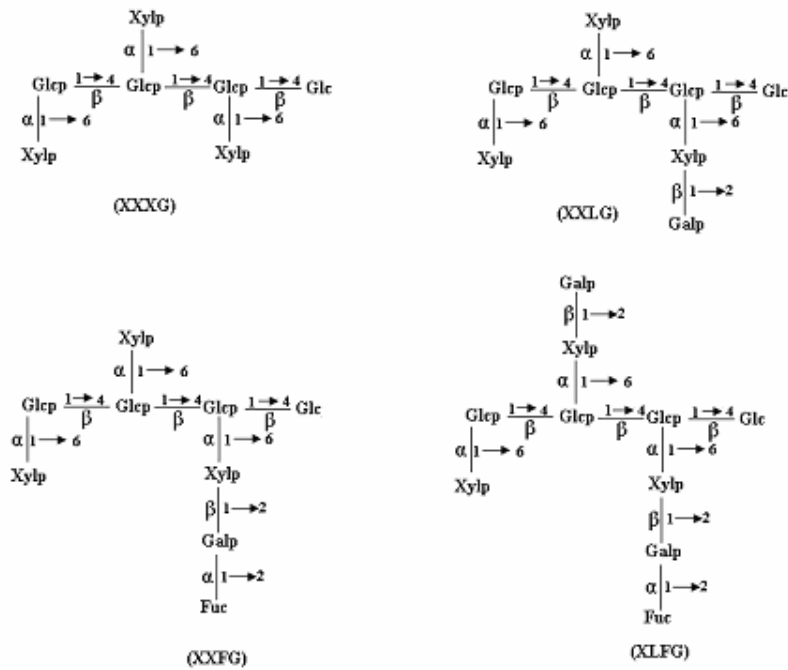 Xylp
α 1→6
Glcp 1→4 β Glcp 1→4 β Glcp 1→4 β Glc
α 1→6 α 1→6
Xylp Xylp
(XXXG)
Xylp
α 1→6
Glcp 1→4 β Glcp 1→4 β Glcp 1→4 β Glc
α 1→6 α 1→6
Xylp Xylp
β 1→2
Galp
(XXLG)
Xylp
α 1→6
Glcp 1→4 β Glcp 1→4 β Glcp 1→4 β Glc
α 1→6 α 1→6
Xylp Xylp
β 1→2
Galp
α 1→2
Fuc
(XXFG)
Galp
β 1→2
Xylp
α 1→6
Glcp 1→4 β Glcp 1→4 β Glcp 1→4 β Glc
α 1→6 α 1→6
Xylp Xylp
β 1→2
Galp
α 1→2
Fuc
(XLFG)